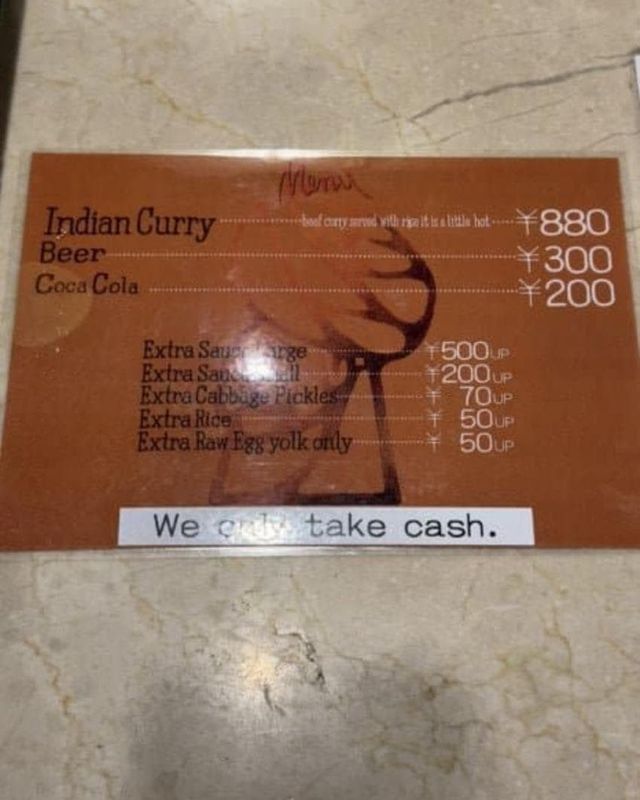 Menu
Indian Curry beef curry served with rice it is a little hot ¥880
Beer ¥300
Coca Cola ¥200
Extra Sauce Large ¥500UP
Extra Sauce Small ¥200UP
Extra Cabbage Pickles ¥ 70UP
Extra Rice ¥ 50UP
Extra Raw Egg yolk only ¥ 50UP
We only take cash.